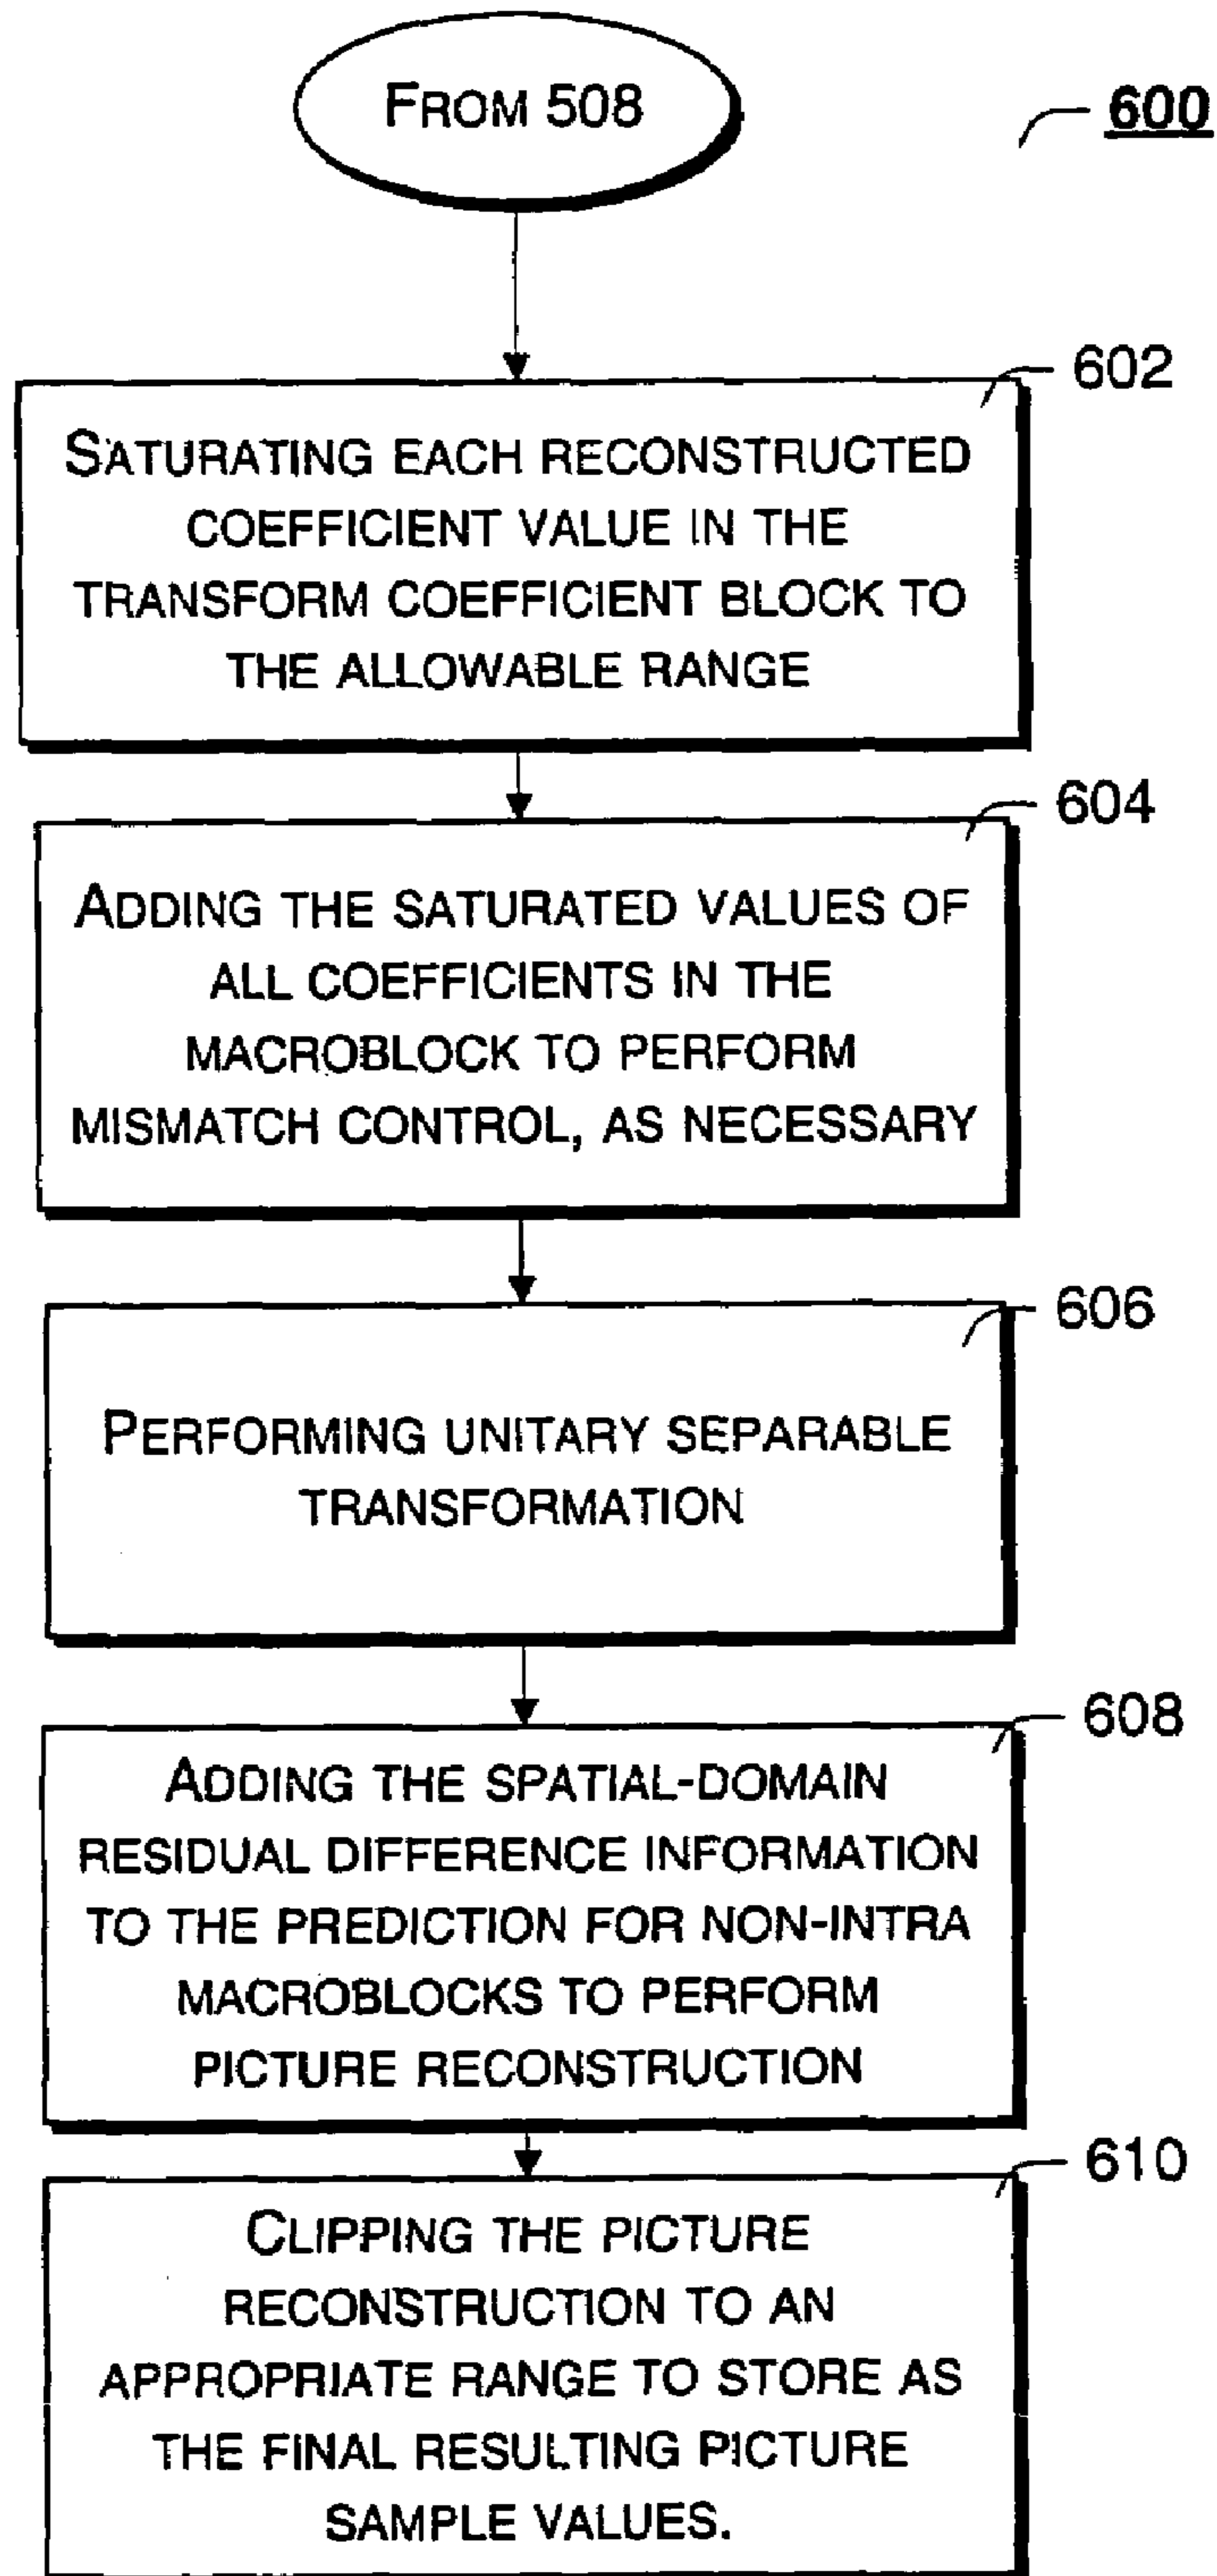 FROM 508
600
602
SATURATING EACH RECONSTRUCTED
COEFFICIENT VALUE IN THE
TRANSFORM COEFFICIENT BLOCK TO
THE ALLOWABLE RANGE
604
ADDING THE SATURATED VALUES OF
ALL COEFFICIENTS IN THE
MACROBLOCK TO PERFORM
MISMATCH CONTROL, AS NECESSARY
606
PERFORMING UNITARY SEPARABLE
TRANSFORMATION
608
ADDING THE SPATIAL-DOMAIN
RESIDUAL DIFFERENCE INFORMATION
TO THE PREDICTION FOR NON-INTRA
MACROBLOCKS TO PERFORM
PICTURE RECONSTRUCTION
610
CLIPPING THE PICTURE
RECONSTRUCTION TO AN
APPROPRIATE RANGE TO STORE AS
THE FINAL RESULTING PICTURE
SAMPLE VALUES.